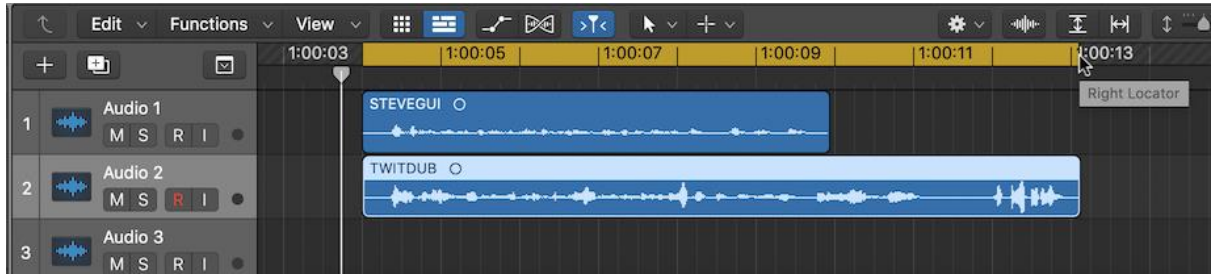 Edit Functions View
1:00:03 1:00:05 1:00:07 1:00:09 1:00:11 1:00:13
Right Locator
1 Audio 1
M S R I
STEVEGUI
2 Audio 2
M S R I
TWITDUB
3 Audio 3
M S R I